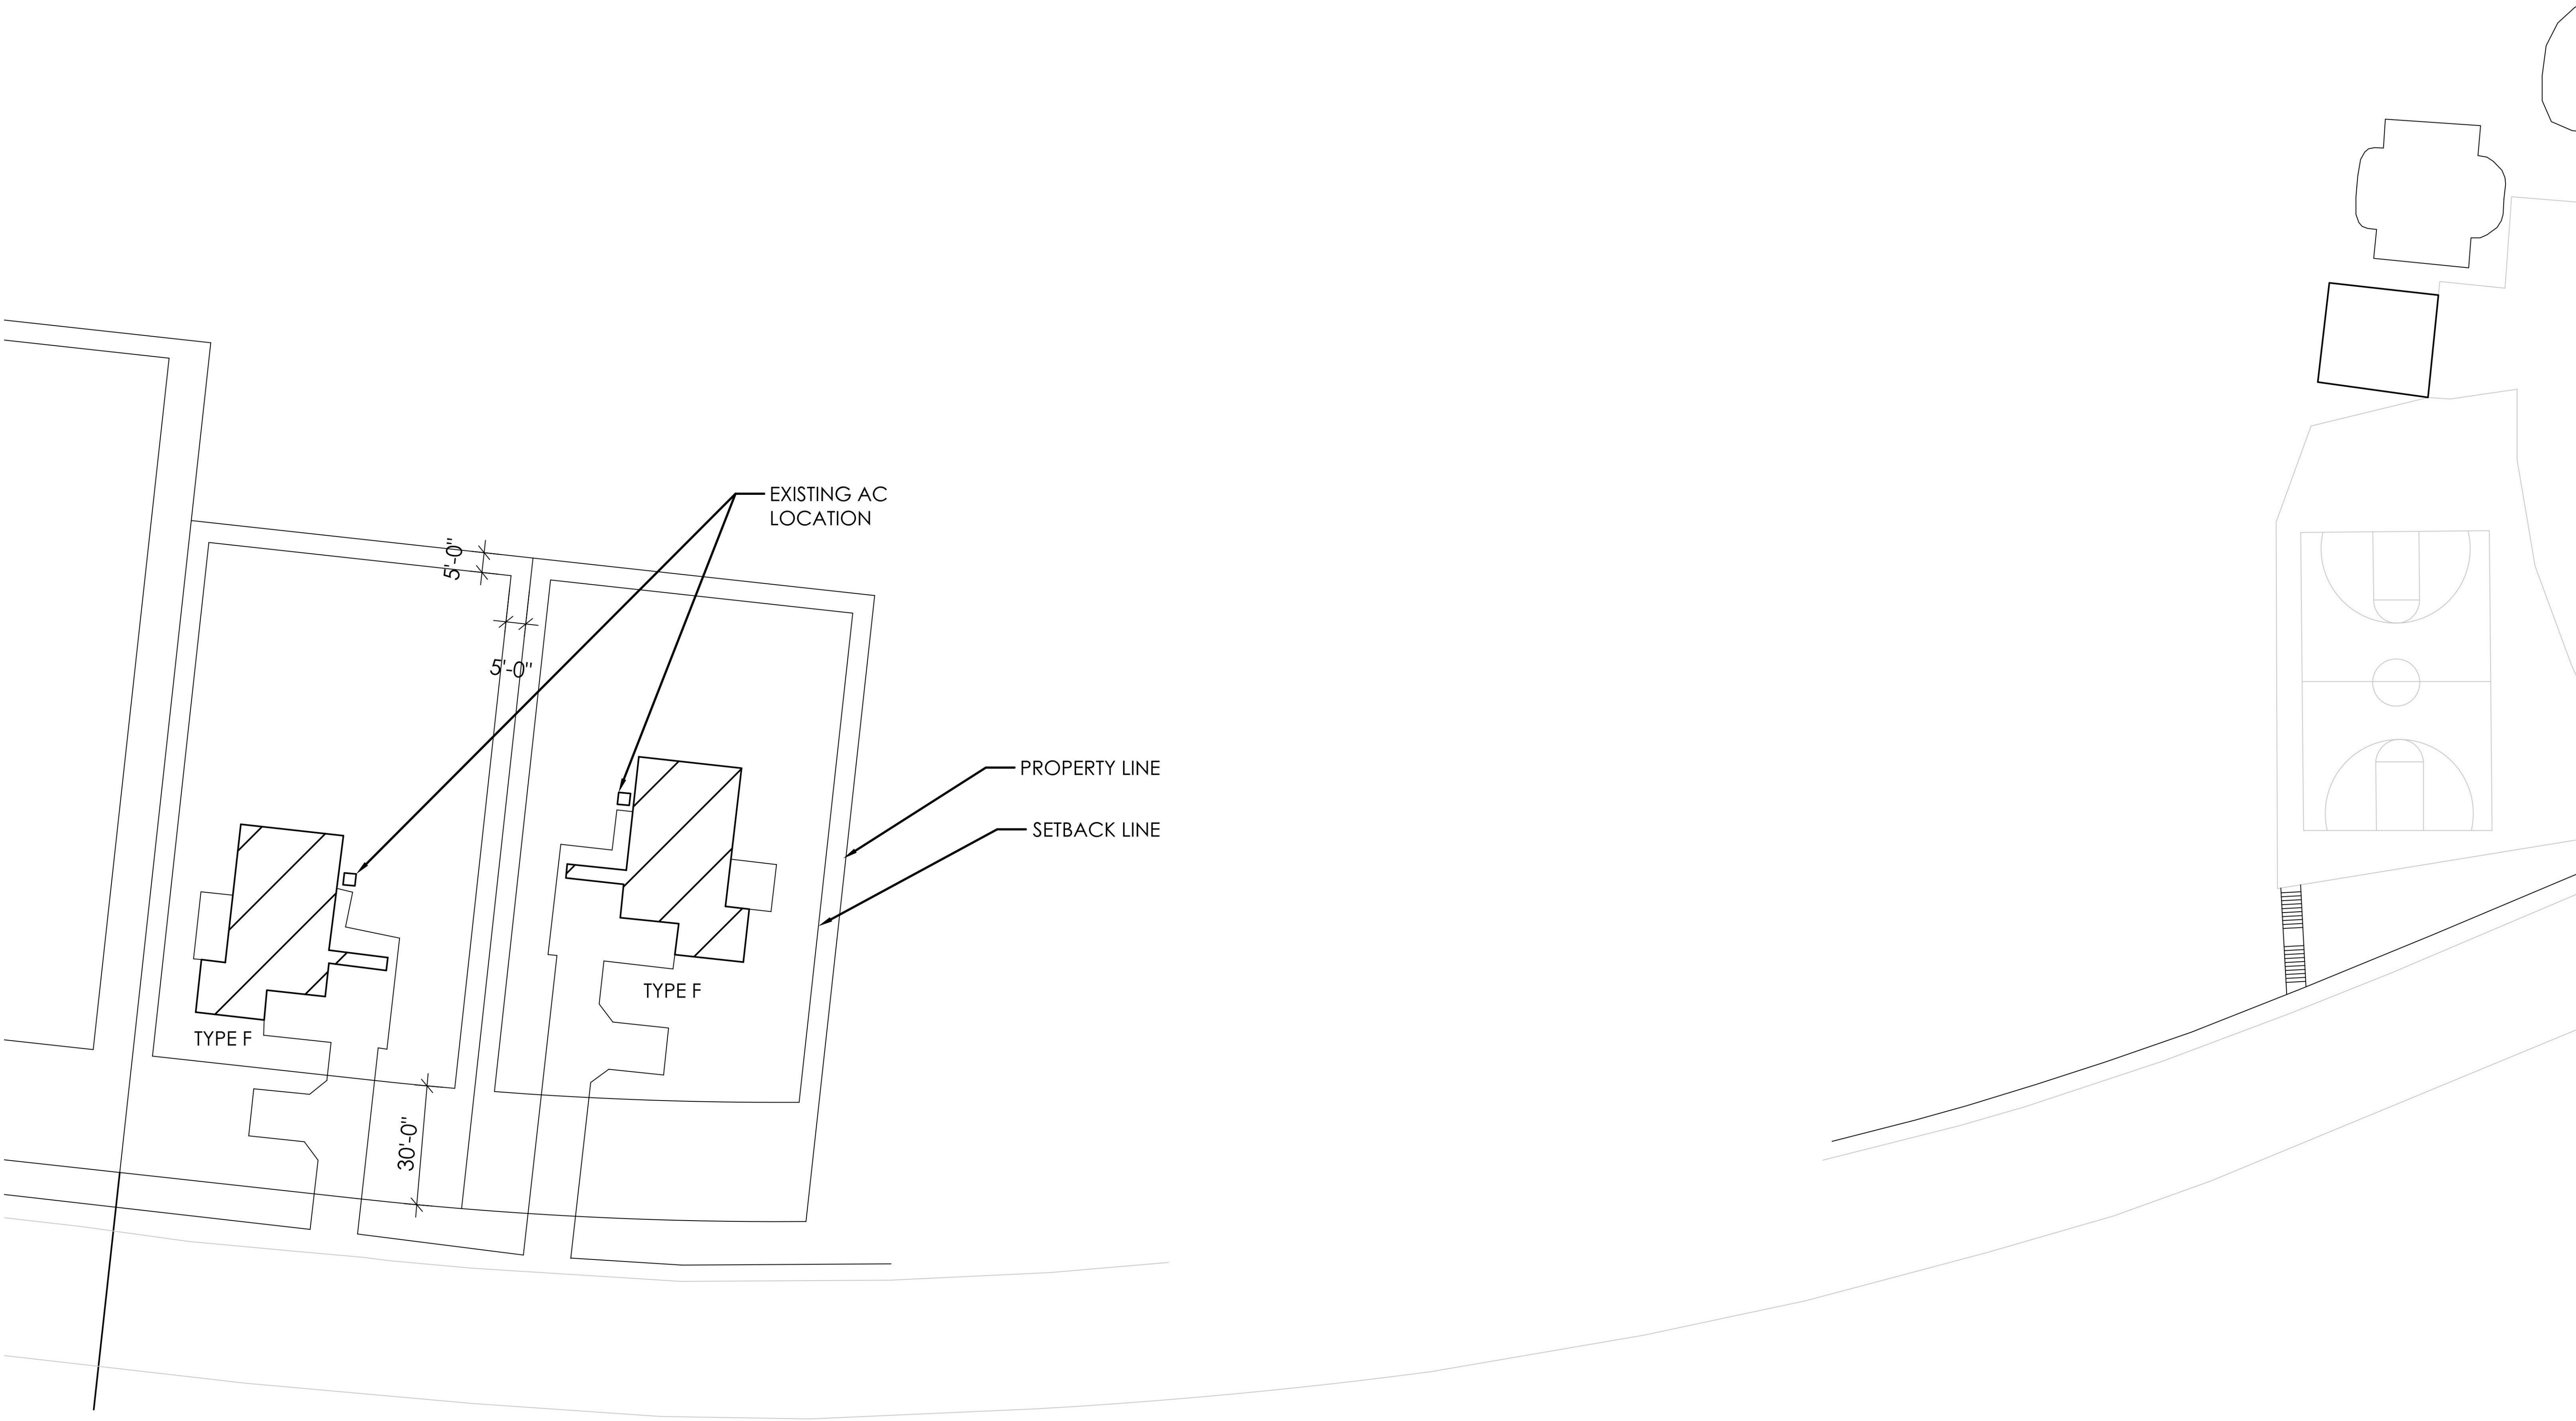 EXISTING AC
LOCATION
5'-0"
5'-0"
PROPERTY LINE
SETBACK LINE
TYPE F
TYPE F
30'-0"